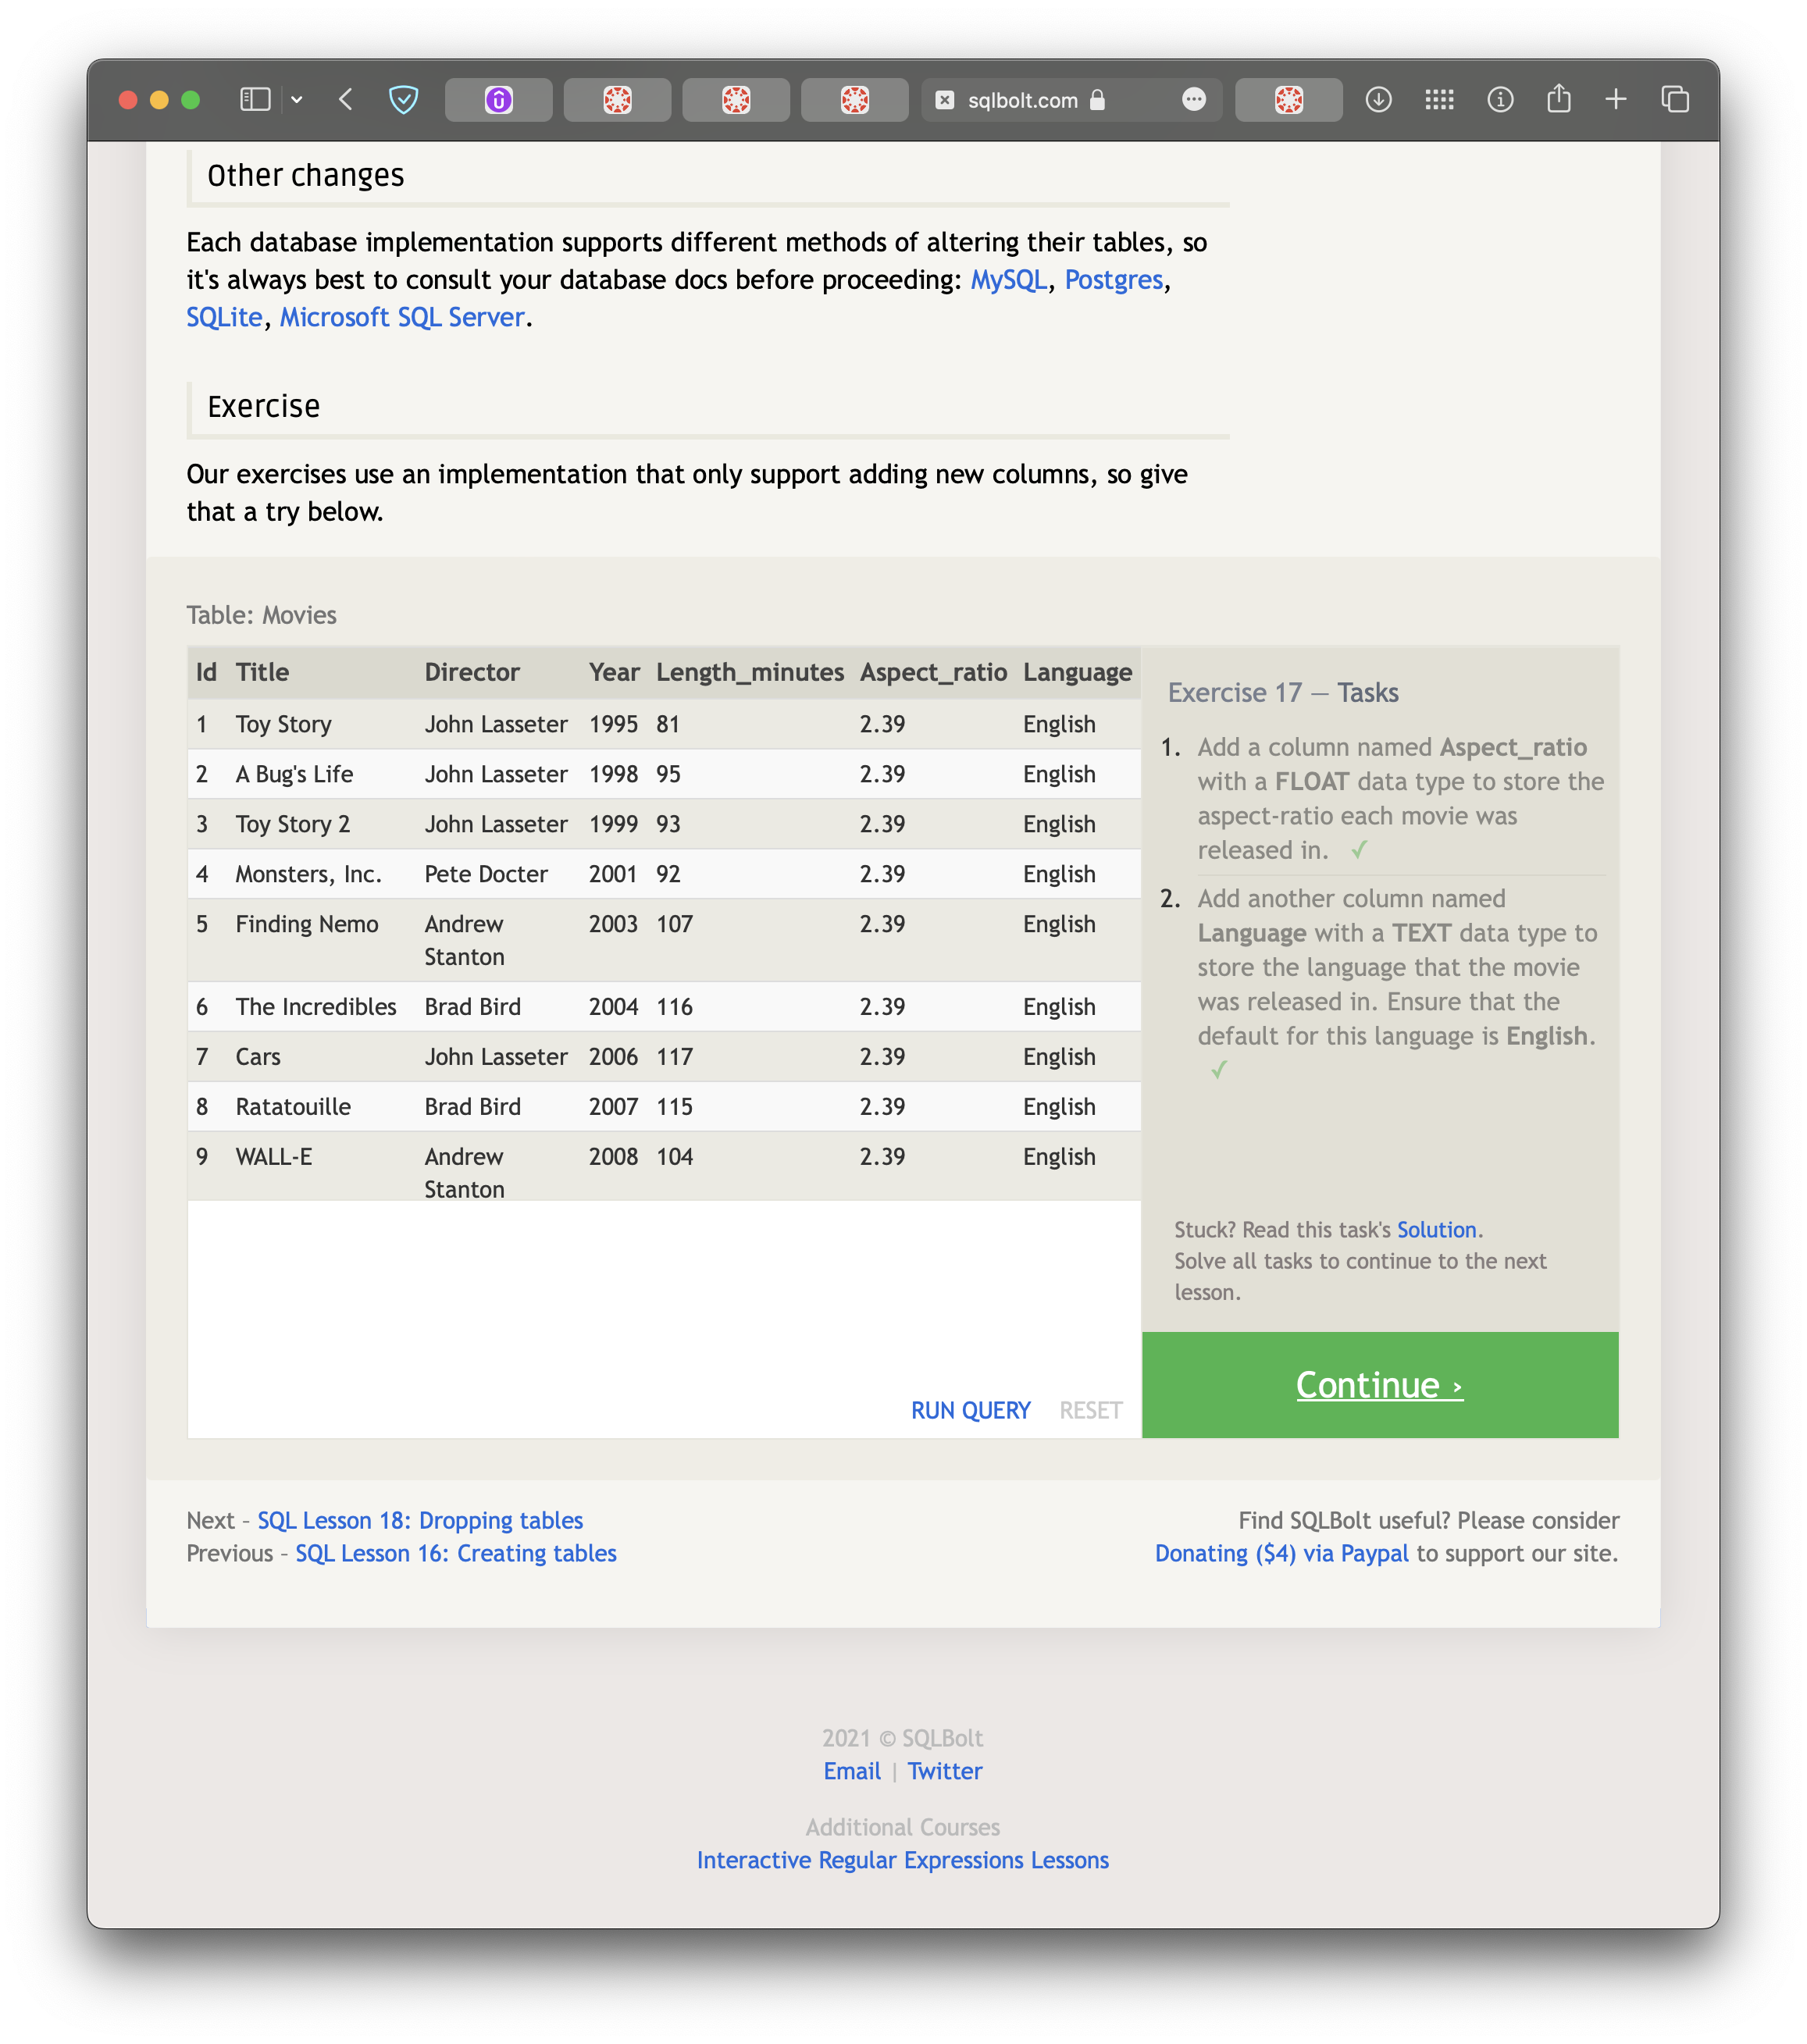 sqlbolt.com
Other changes
Each database implementation supports different methods of altering their tables, so
it's always best to consult your database docs before proceeding: MySQL, Postgres,
SQLite, Microsoft SQL Server.
Exercise
Our exercises use an implementation that only support adding new columns, so give
that a try below.
Table: Movies
Id Title Director Year Length_minutes Aspect_ratio Language
1 Toy Story John Lasseter 1995 81 2.39 English
2 A Bug's Life John Lasseter 1998 95 2.39 English
3 Toy Story 2 John Lasseter 1999 93 2.39 English
4 Monsters, Inc. Pete Docter 2001 92 2.39 English
5 Finding Nemo Andrew 2003 107 2.39 English
Stanton
6 The Incredibles Brad Bird 2004 116 2.39 English
7 Cars John Lasseter 2006 117 2.39 English
8 Ratatouille Brad Bird 2007 115 2.39 English
9 WALL-E Andrew 2008 104 2.39 English
Stanton
RUN QUERY RESET
Exercise 17 — Tasks
1. Add a column named Aspect_ratio
with a FLOAT data type to store the
aspect-ratio each movie was
released in. ✓
2. Add another column named
Language with a TEXT data type to
store the language that the movie
was released in. Ensure that the
default for this language is English.
✓
Stuck? Read this task's Solution.
Solve all tasks to continue to the next
lesson.
Continue ›
Next – SQL Lesson 18: Dropping tables
Previous – SQL Lesson 16: Creating tables
Find SQLBolt useful? Please consider
Donating ($4) via Paypal to support our site.
2021 © SQLBolt
Email | Twitter
Additional Courses
Interactive Regular Expressions Lessons